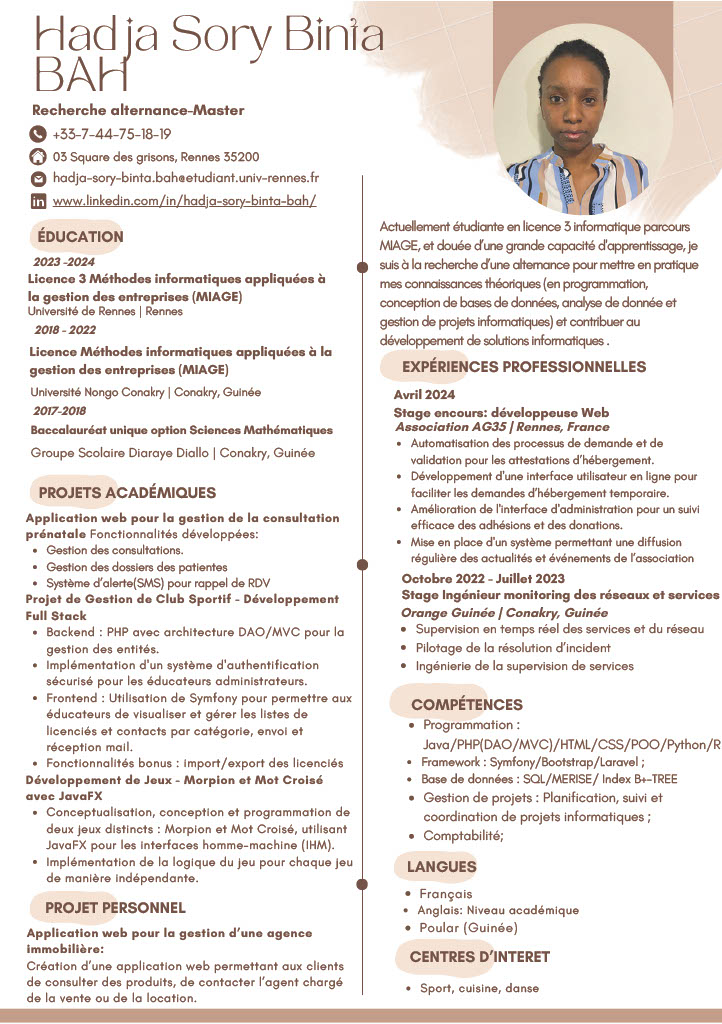 Hadja Sory Binta
BAH
Recherche alternance-Master
+33-7-44-75-18-19
03 Square des grisons, Rennes 35200
hadja-sory-binta.bah@etudiant.univ-rennes.fr
www.linkedin.com/in/hadja-sory-binta-bah/
ÉDUCATION
2023 -2024
Licence 3 Méthodes informatiques appliquées à
la gestion des entreprises (MIAGE)
Université de Rennes | Rennes
2018 - 2022
Licence Méthodes informatiques appliquées à la
gestion des entreprises (MIAGE)
Université Nongo Conakry | Conakry, Guinée
2017-2018
Baccalauréat unique option Sciences Mathématiques
Groupe Scolaire Diaraye Diallo | Conakry, Guinée
PROJETS ACADÉMIQUES
Application web pour la gestion de la consultation
prénatale Fonctionnalités développées:
• Gestion des consultations.
• Gestion des dossiers des patientes
• Système d'alerte(SMS) pour rappel de RDV
Projet de Gestion de Club Sportif - Développement
Full Stack
• Backend : PHP avec architecture DAO/MVC pour la
gestion des entités.
• Implémentation d'un système d'authentification
sécurisé pour les éducateurs administrateurs.
• Frontend : Utilisation de Symfony pour permettre aux
éducateurs de visualiser et gérer les listes de
licenciés et contacts par catégorie, envoi et
réception mail.
• Fonctionnalités bonus : import/export des licenciés
Développement de Jeux - Morpion et Mot Croisé
avec JavaFX
• Conceptualisation, conception et programmation de
deux jeux distincts : Morpion et Mot Croisé, utilisant
JavaFX pour les interfaces homme-machine (IHM).
• Implémentation de la logique du jeu pour chaque jeu
de manière indépendante.
PROJET PERSONNEL
Application web pour la gestion d'une agence
immobilière:
Création d'une application web permettant aux clients
de consulter des produits, de contacter l'agent chargé
de la vente ou de la location.
Actuellement étudiante en licence 3 informatique parcours
MIAGE, et douée d'une grande capacité d'apprentissage, je
suis à la recherche d'une alternance pour mettre en pratique
mes connaissances théoriques (en programmation,
conception de bases de données, analyse de donnée et
gestion de projets informatiques) et contribuer au
développement de solutions informatiques .
EXPÉRIENCES PROFESSIONNELLES
Avril 2024
Stage encours: développeuse Web
Association AG35 | Rennes, France
• Automatisation des processus de demande et de
validation pour les attestations d'hébergement.
• Développement d'une interface utilisateur en ligne pour
faciliter les demandes d'hébergement temporaire.
• Amélioration de l'interface d'administration pour un suivi
efficace des adhésions et des donations.
• Mise en place d'un système permettant une diffusion
régulière des actualités et événements de l'association
Octobre 2022 - Juillet 2023
Stage Ingénieur monitoring des réseaux et services
Orange Guinée | Conakry, Guinée
• Supervision en temps réel des services et du réseau
• Pilotage de la résolution d'incident
• Ingénierie de la supervision de services
COMPÉTENCES
• Programmation :
Java/PHP(DAO/MVC)/HTML/CSS/POO/Python/R
• Framework : Symfony/Bootstrap/Laravel ;
• Base de données : SQL/MERISE/ Index B+-TREE
• Gestion de projets : Planification, suivi et
coordination de projets informatiques ;
• Comptabilité;
LANGUES
• Français
• Anglais: Niveau académique
• Poular (Guinée)
CENTRES D'INTERET
• Sport, cuisine, danse